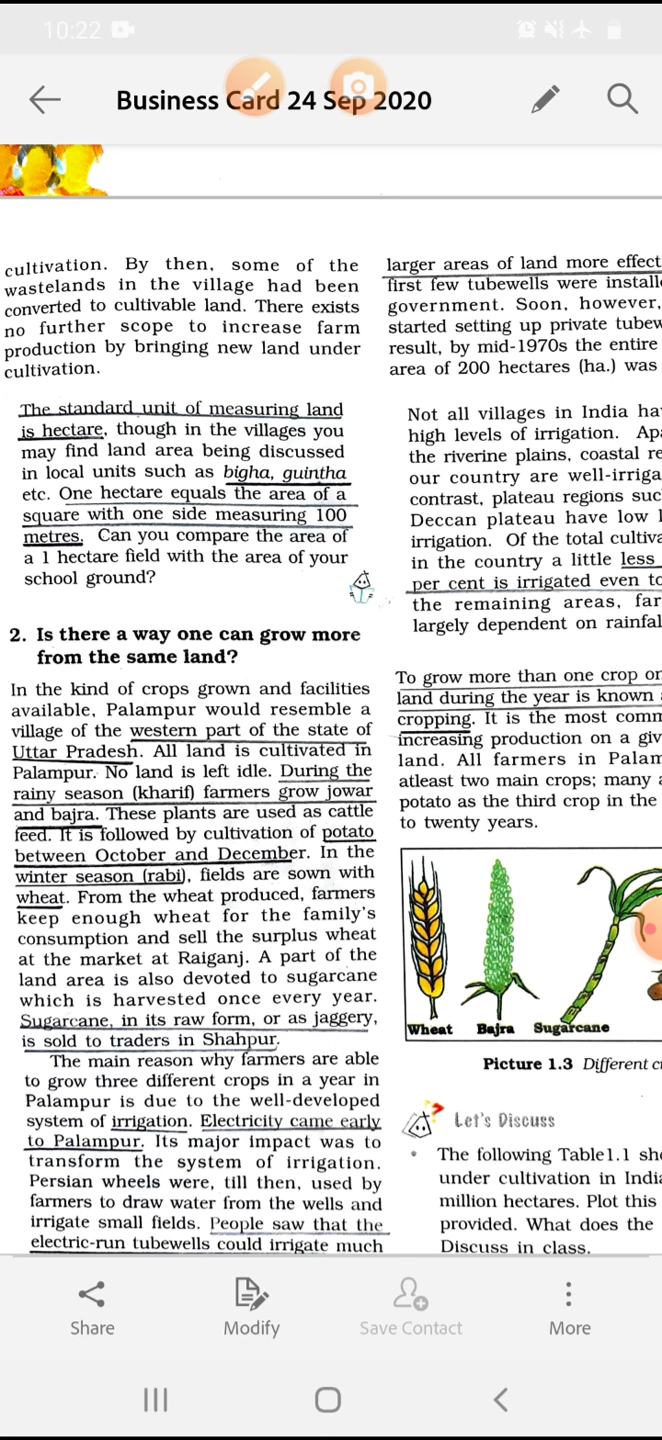 10:22
Business Card 24 Sep 2020
cultivation. By then, some of the
wastelands in the village had been
converted to cultivable land. There exists
no further scope to increase farm
production by bringing new land under
cultivation.
The standard unit of measuring land
is hectare, though in the villages you
may find land area being discussed
in local units such as bigha, guintha
etc. One hectare equals the area of a
square with one side measuring 100
metres. Can you compare the area of
a 1 hectare field with the area of your
school ground?
2. Is there a way one can grow more
from the same land?
In the kind of crops grown and facilities
available, Palampur would resemble a
village of the western part of the state of
Uttar Pradesh. All land is cultivated in
Palampur. No land is left idle. During the
rainy season (kharif) farmers grow jowar
and bajra. These plants are used as cattle
feed. It is followed by cultivation of potato
between October and December. In the
winter season (rabi), fields are sown with
wheat. From the wheat produced, farmers
keep enough wheat for the family's
consumption and sell the surplus wheat
at the market at Raiganj. A part of the
land area is also devoted to sugarcane
which is harvested once every year.
Sugarcane, in its raw form, or as jaggery,
is sold to traders in Shahpur.
The main reason why farmers are able
to grow three different crops in a year in
Palampur is due to the well-developed
system of irrigation. Electricity came early
to Palampur. Its major impact was to
transform the system of irrigation.
Persian wheels were, till then, used by
farmers to draw water from the wells and
irrigate small fields. People saw that the
electric-run tubewells could irrigate much
larger areas of land more effect
first few tubewells were install
government. Soon, however,
started setting up private tubew
result, by mid-1970s the entire
area of 200 hectares (ha.) was
Not all villages in India ha
high levels of irrigation. Apa
the riverine plains, coastal re
our country are well-irriga
contrast, plateau regions suc
Deccan plateau have low
irrigation. Of the total cultiva
in the country a little less
per cent is irrigated even to
the remaining areas, far
largely dependent on rainfal
To grow more than one crop on
land during the year is known
cropping. It is the most comm
increasing production on a giv
land. All farmers in Palam
atleast two main crops; many a
potato as the third crop in the
to twenty years.
Wheat Bajra Sugarcane
Picture 1.3 Different c
Let's Discuss
• The following Table1.1 sh
under cultivation in India
million hectares. Plot this
provided. What does the
Discuss in class.
Share Modify Save Contact More